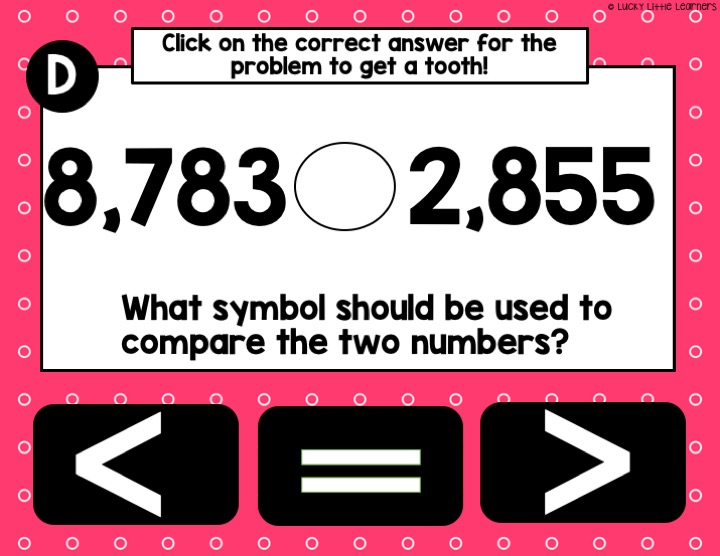 © Lucky Little Learners
Click on the correct answer for the
problem to get a tooth!
D
8,783 2,855
What symbol should be used to
compare the two numbers?
< = >